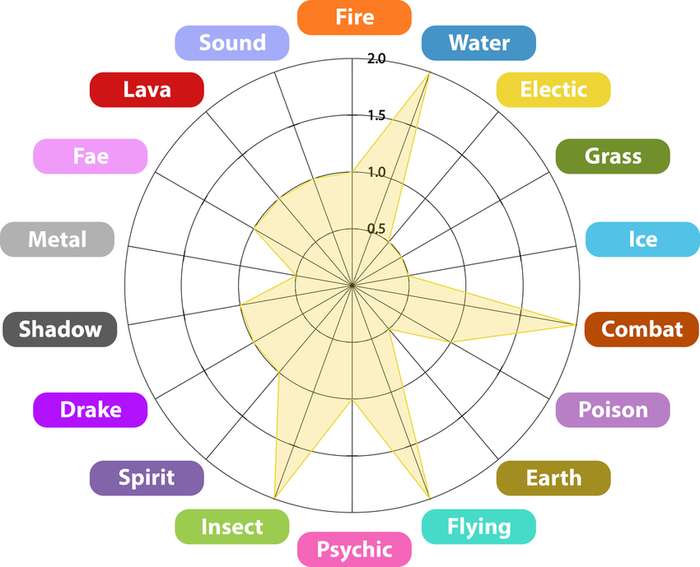 Fire
Sound
Water
2.0
Lava
Electic
1.5
Fae
Grass
1.0
Metal
0.5
Ice
Shadow
Combat
Drake
Poison
Spirit
Earth
Insect
Flying
Psychic